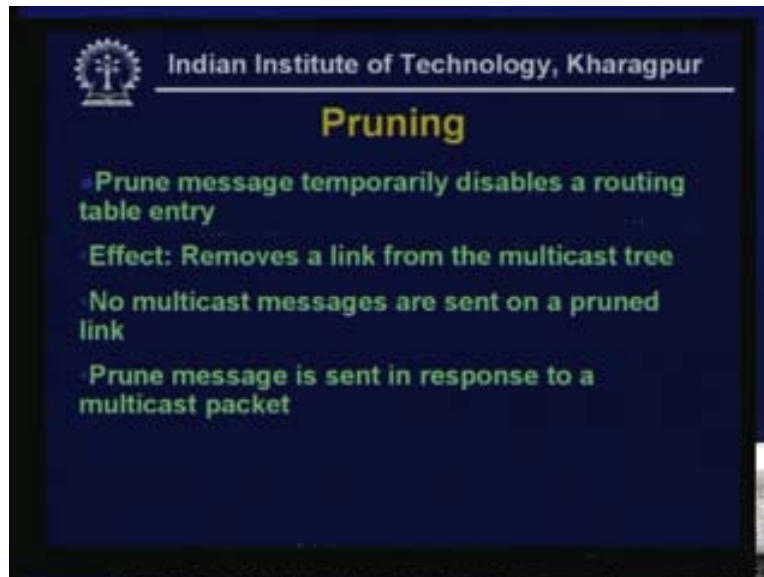 Indian Institute of Technology, Kharagpur
Pruning
Prune message temporarily disables a routing
table entry
Effect: Removes a link from the multicast tree
No multicast messages are sent on a pruned
link
Prune message is sent in response to a
multicast packet